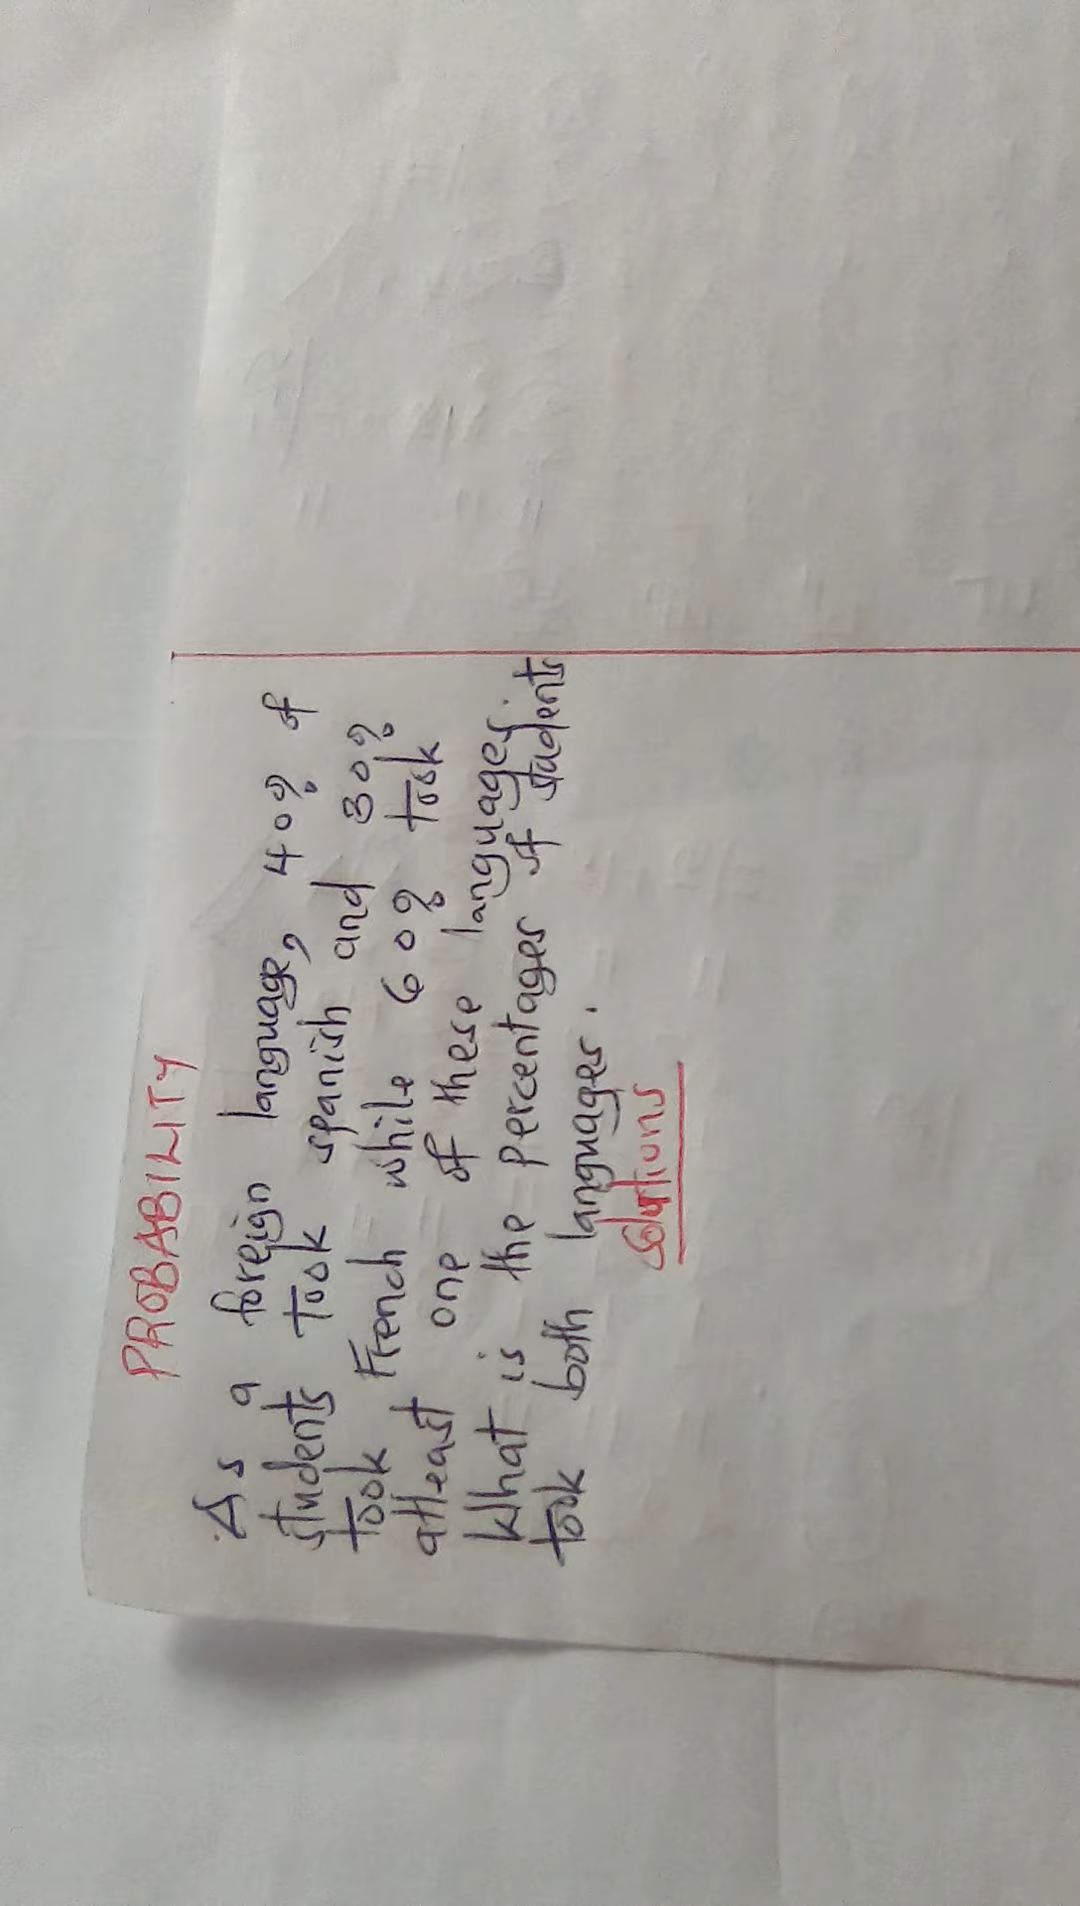 PROBABILITY
As a foreign language, 40% of
students took spanish and 30%
took French while 60% took
atleast one of these languages.
What is the percentages of students
took both languages.
solutions